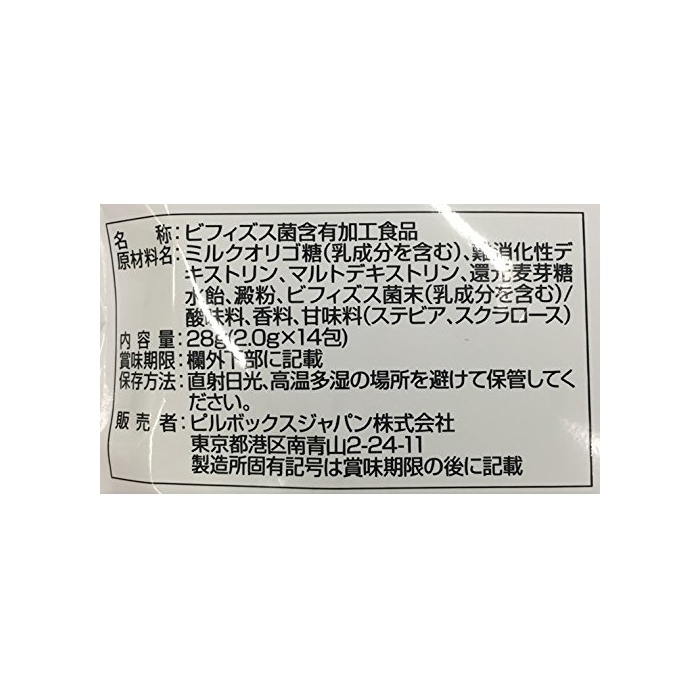 名称:ビフィズス菌含有加工食品
原材料名:ミルクオリゴ糖(乳成分を含む)、難消化性デ
キストリン、マルトデキストリン、還元麦芽糖
水飴、澱粉、ビフィズス菌末(乳成分を含む)/
酸味料、香料、甘味料(ステビア、スクラロース)
内容量:28g(2.0g×14包)
賞味期限:欄外下部に記載
保存方法:直射日光、高温多湿の場所を避けて保管してく
ださい。
販売者:ピルボックスジャパン株式会社
東京都港区南青山2-24-11
製造所固有記号は賞味期限の後に記載